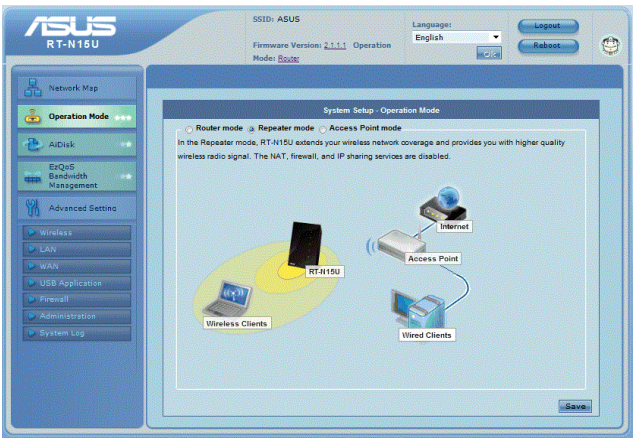 ASUS
RT-N15U
SSID: ASUS
Firmware Version: 2.1.1.1 Operation
Mode: Router
Language:
English
OK
Logout
Reboot
Network Map
Operation Mode
AiDisk
EzQoS
Bandwidth
Management
Advanced Setting
Wireless
LAN
WAN
USB Application
Firewall
Administration
System Log
System Setup - Operation Mode
Router mode Repeater mode Access Point mode
In the Repeater mode, RT-N15U extends your wireless network coverage and provides you with higher quality
wireless radio signal. The NAT, firewall, and IP sharing services are disabled.
Internet
Access Point
RT-N15U
Wireless Clients
Wired Clients
Save